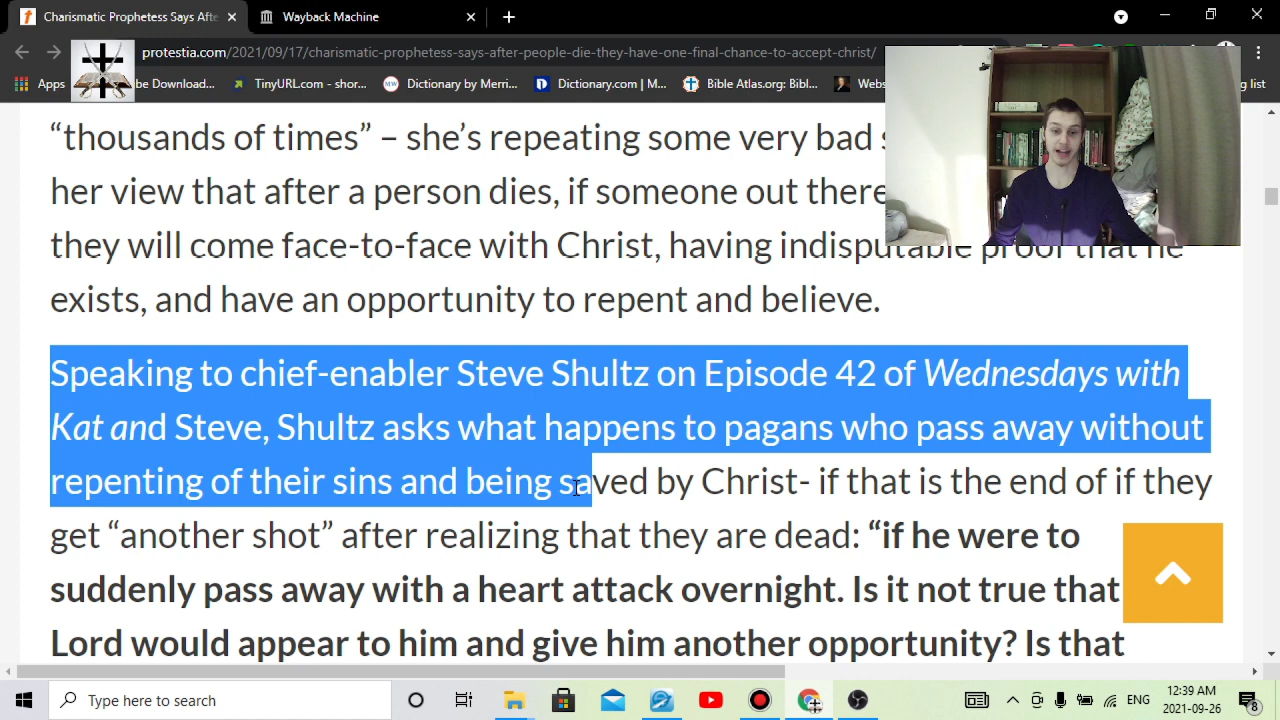 Charismatic Prophetess Says Afte
Wayback Machine
protestia.com/2021/09/17/charismatic-prophetess-says-after-people-die-they-have-one-final-chance-to-accept-christ/
Apps
be Download...
TinyURL.com - shor...
Dictionary by Merri...
Dictionary.com | M...
Bible Atlas.org: Bibl...
Webs
g list
“thousands of times” – she’s repeating some very bad
her view that after a person dies, if someone out there
they will come face-to-face with Christ, having indisputable proof that he
exists, and have an opportunity to repent and believe.
Speaking to chief-enabler Steve Shultz on Episode 42 of Wednesdays with
Kat and Steve, Shultz asks what happens to pagans who pass away without
repenting of their sins and being saved by Christ- if that is the end of if they
get “another shot” after realizing that they are dead: “if he were to
suddenly pass away with a heart attack overnight. Is it not true that
Lord would appear to him and give him another opportunity? Is that
Type here to search
ENG
12:39 AM
2021-09-26
8